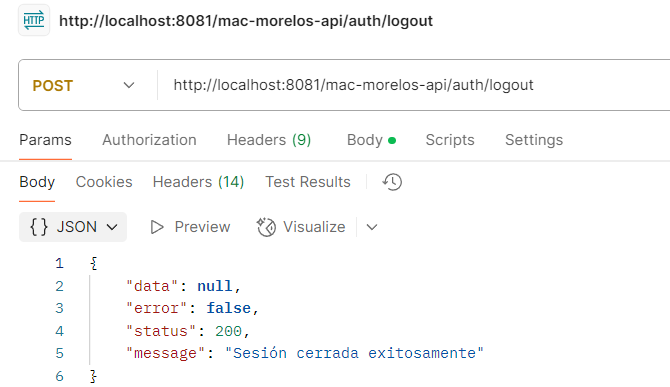 HTTP http://localhost:8081/mac-morelos-api/auth/logout
POST http://localhost:8081/mac-morelos-api/auth/logout
Params Authorization Headers (9) Body Scripts Settings
Body Cookies Headers (14) Test Results
{} JSON Preview Visualize
1 {
2 "data": null,
3 "error": false,
4 "status": 200,
5 "message": "Sesión cerrada exitosamente"
6 }